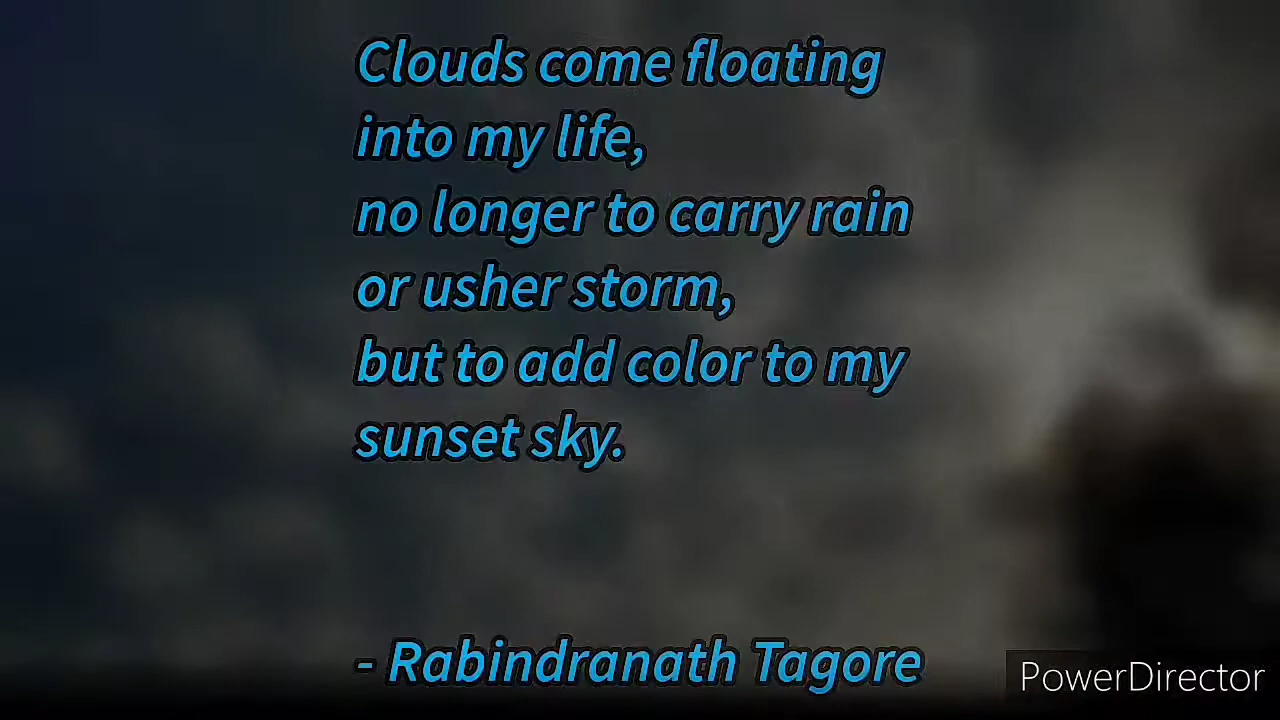 Clouds come floating
into my life,
no longer to carry rain
or usher storm,
but to add color to my
sunset sky.
- Rabindranath Tagore
PowerDirector